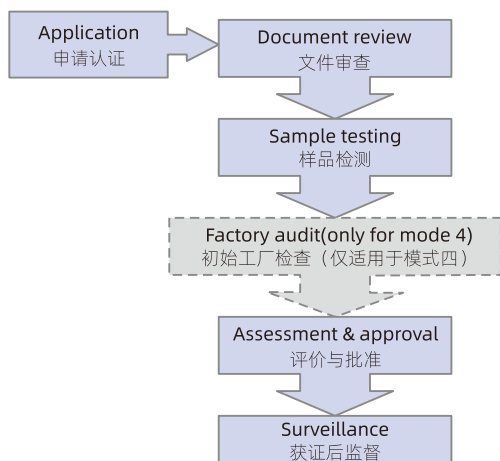 Application
申请认证
Document review
文件审查
Sample testing
样品检测
Factory audit(only for mode 4)
初始工厂检查（仅适用于模式四）
Assessment & approval
评价与批准
Surveillance
获证后监督